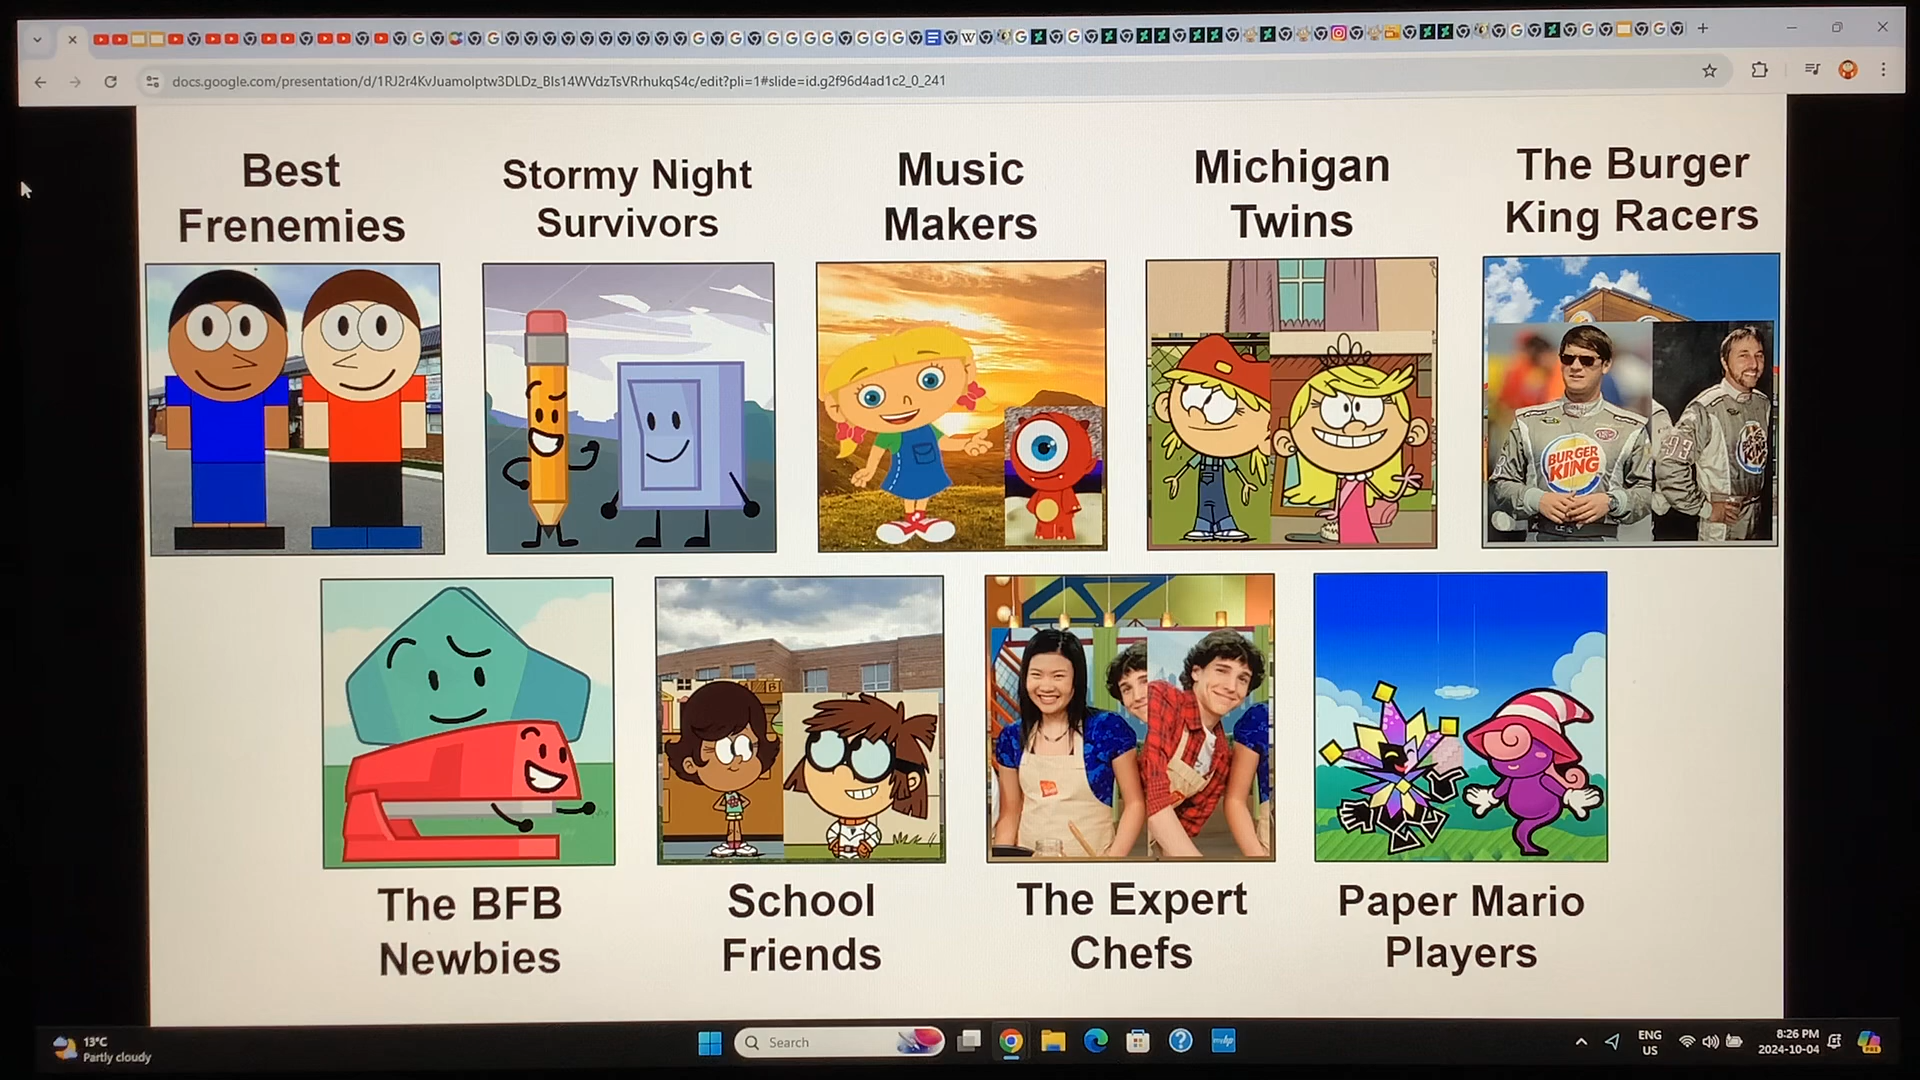 docs.google.com/presentation/d/1RJ2r4KvJuamolptw3DLDz_Bls14WVdzTsVRrhukqS4c/edit?pli=1#slide=id.g2f96d4ad1c2_0_241
Best
Frenemies
Stormy Night
Survivors
Music
Makers
Michigan
Twins
The Burger
King Racers
BURGER
KING
The BFB
Newbies
School
Friends
The Expert
Chefs
Paper Mario
Players
13°C
Partly cloudy
Search
ENG
US
8:26 PM
2024-10-04